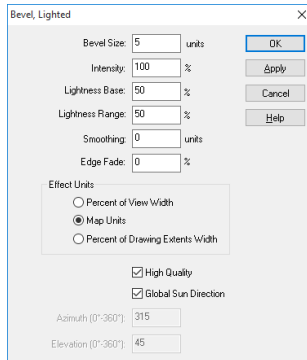 Bevel, Lighted
Bevel Size: 5 units
OK
Intensity: 100 %
Apply
Lightness Base: 50 %
Cancel
Lightness Range: 50 %
Help
Smoothing: 0 units
Edge Fade: 0 %
Effect Units
Percent of View Width
Map Units
Percent of Drawing Extents Width
High Quality
Global Sun Direction
Azimuth (0°-360°): 315
Elevation (0°-360°): 45